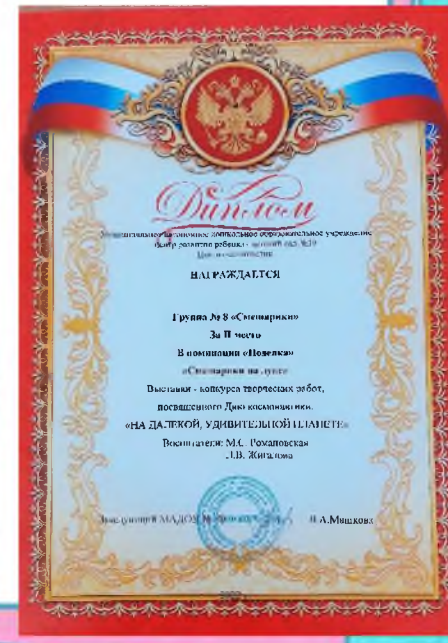 Диплом
Муниципальное автономное дошкольное образовательное учреждение
Центр развития ребенка - детский сад №39
НАГРАЖДАЕТСЯ
Группа № 8 «Смешарики»
За II место
В номинации «Поделка»
«Смешарики на луне»
Выставки - конкурса творческих работ,
посвященного Дню космонавтики.
«НА ДАЛЕКОЙ, УДИВИТЕЛЬНОЙ ПЛАНЕТЕ»
Воспитатели: М.С. Романовская
Л.В. Жигалова
Заведующий МАДОУ А.Машкова